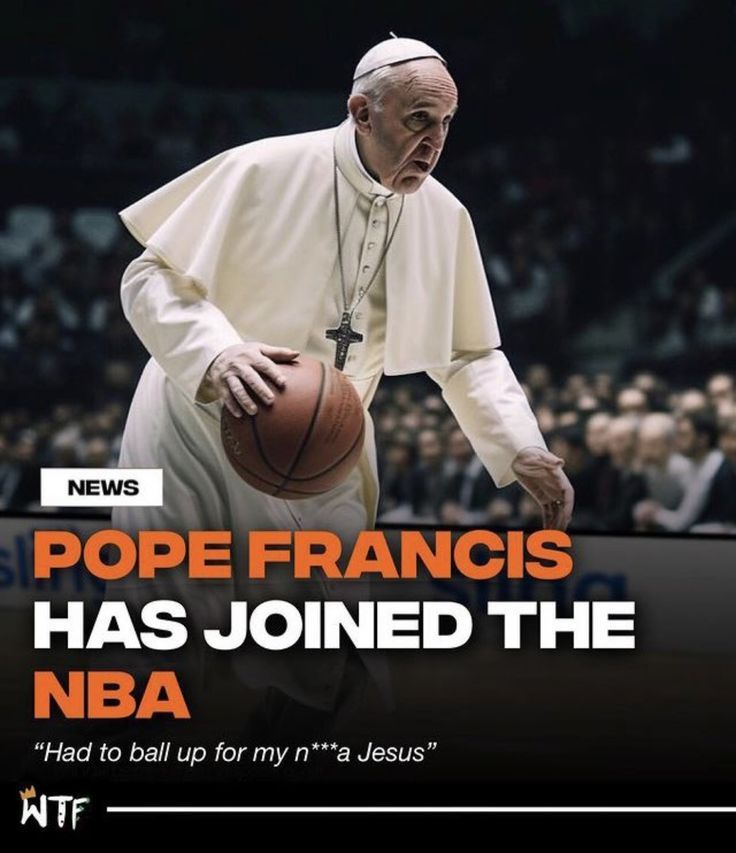 NEWS
POPE FRANCIS
HAS JOINED THE
NBA
“Had to ball up for my n***a Jesus”
WTF